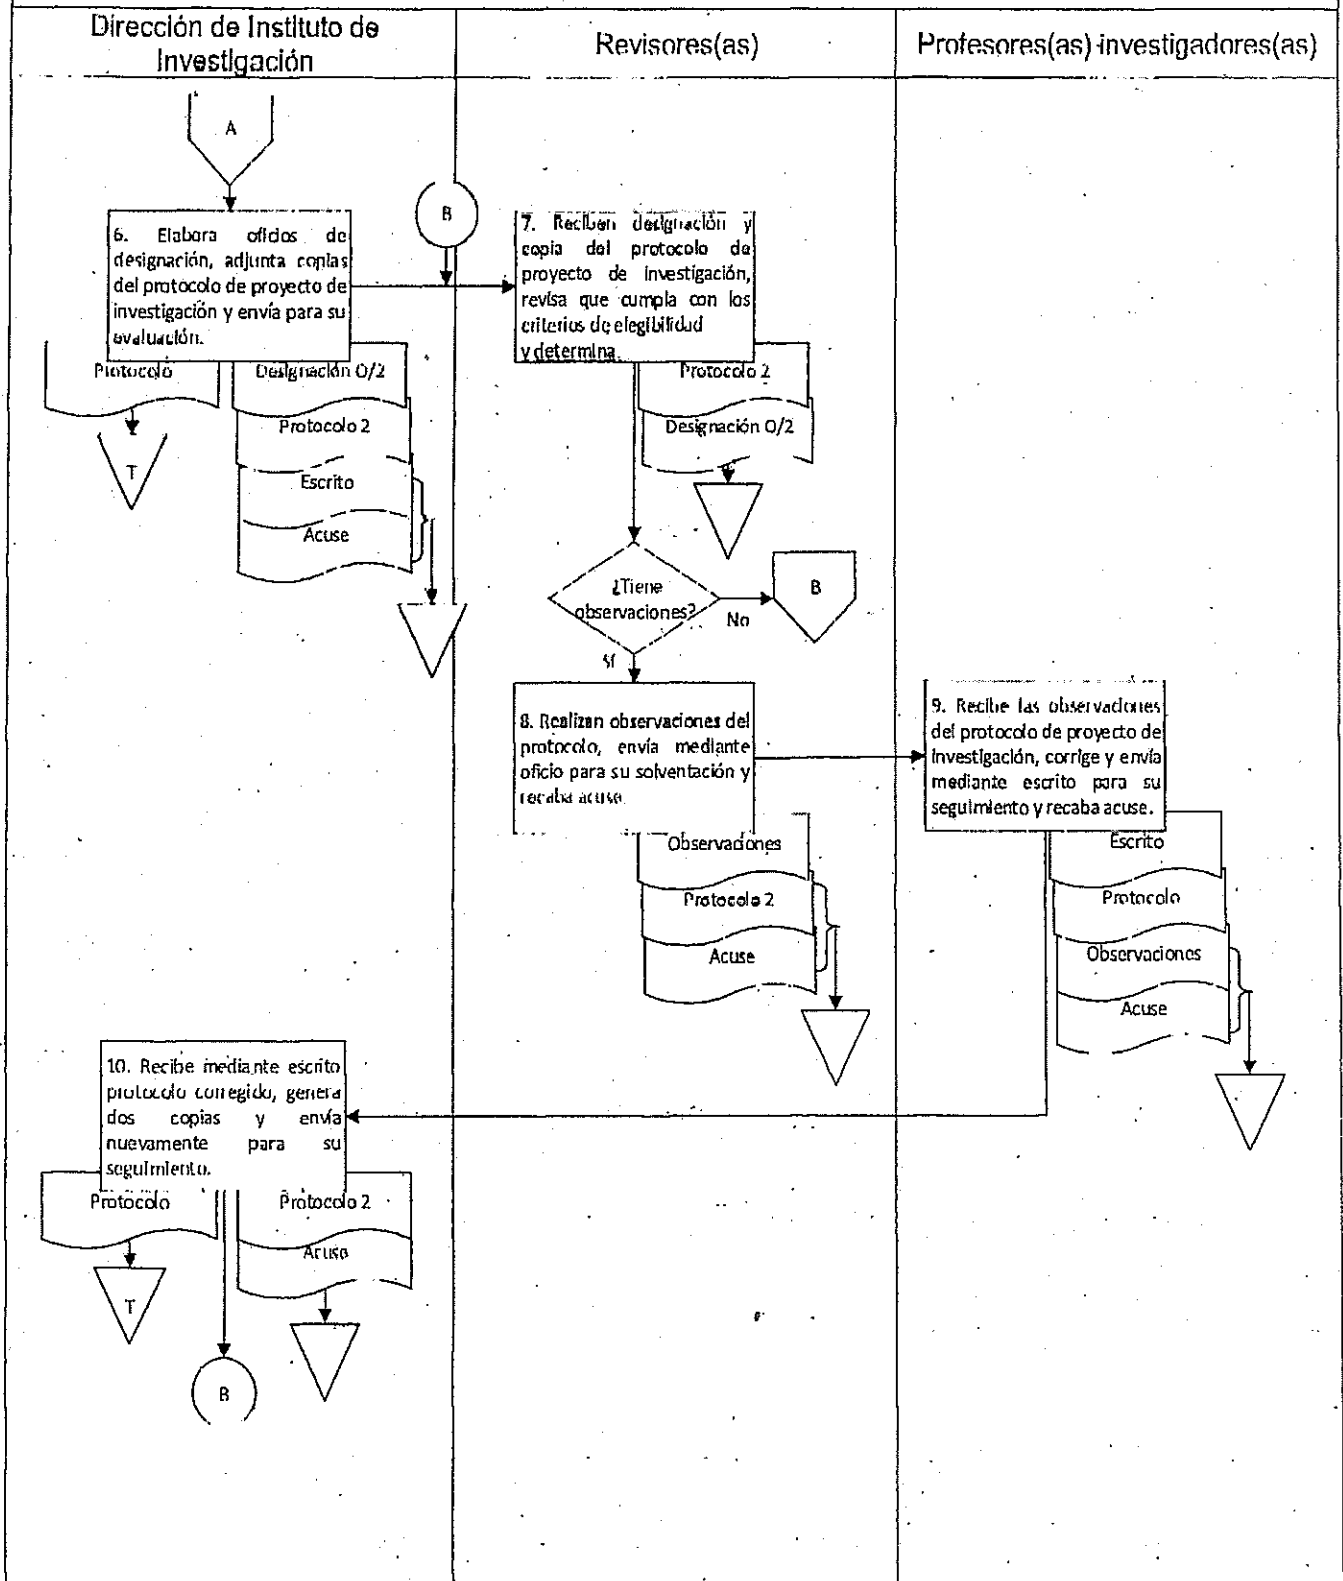 Dirección de Instituto de
Investigación
Revisores(as)
Profesores(as)-investigadores(as)
A
B
6. Elabora oficios de
designación, adjunta copias
del protocolo de proyecto de
investigación y envía para su
evaluación.
Protocolo
T
Designación O/2
Protocolo 2
Escrito
Acuse
7. Reciben designación y
copia del protocolo de
proyecto de investigación,
revisa que cumpla con los
criterios de elegibilidad
y determina.
Protocolo 2
Designación O/2
¿Tiene
observaciones?
No
B
Sí
8. Realizan observaciones del
protocolo, envía mediante
oficio para su solventación y
recaba acuse.
Observaciones
Protocolo 2
Acuse
9. Recibe las observaciones
del protocolo de proyecto de
investigación, corrige y envía
mediante escrito para su
seguimiento y recaba acuse.
Escrito
Protocolo
Observaciones
Acuse
10. Recibe mediante escrito
protocolo corregido, genera
dos copias y envía
nuevamente para su
seguimiento.
Protocolo
T
Protocolo 2
Acuse
B